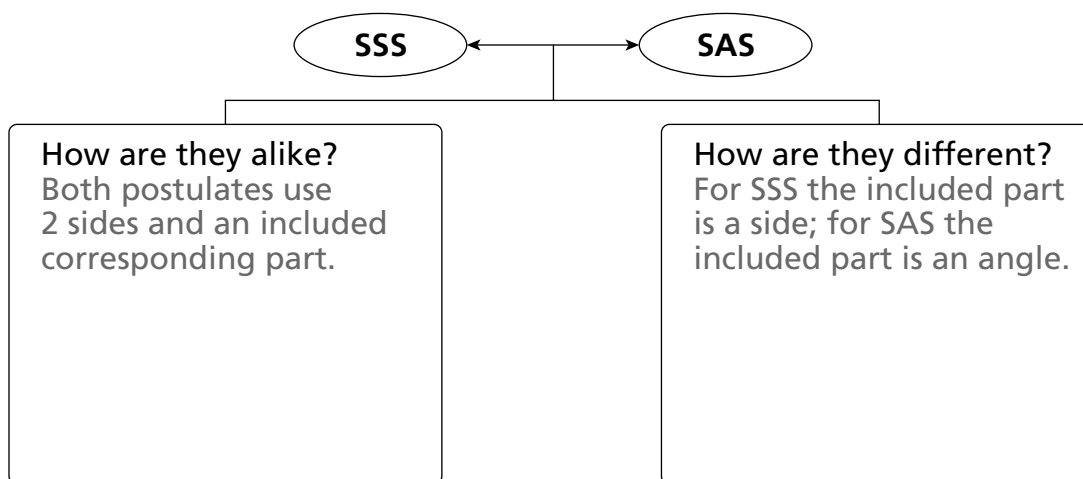 SSS
SAS
How are they alike?
Both postulates use
2 sides and an included
corresponding part.
How are they different?
For SSS the included part
is a side; for SAS the
included part is an angle.